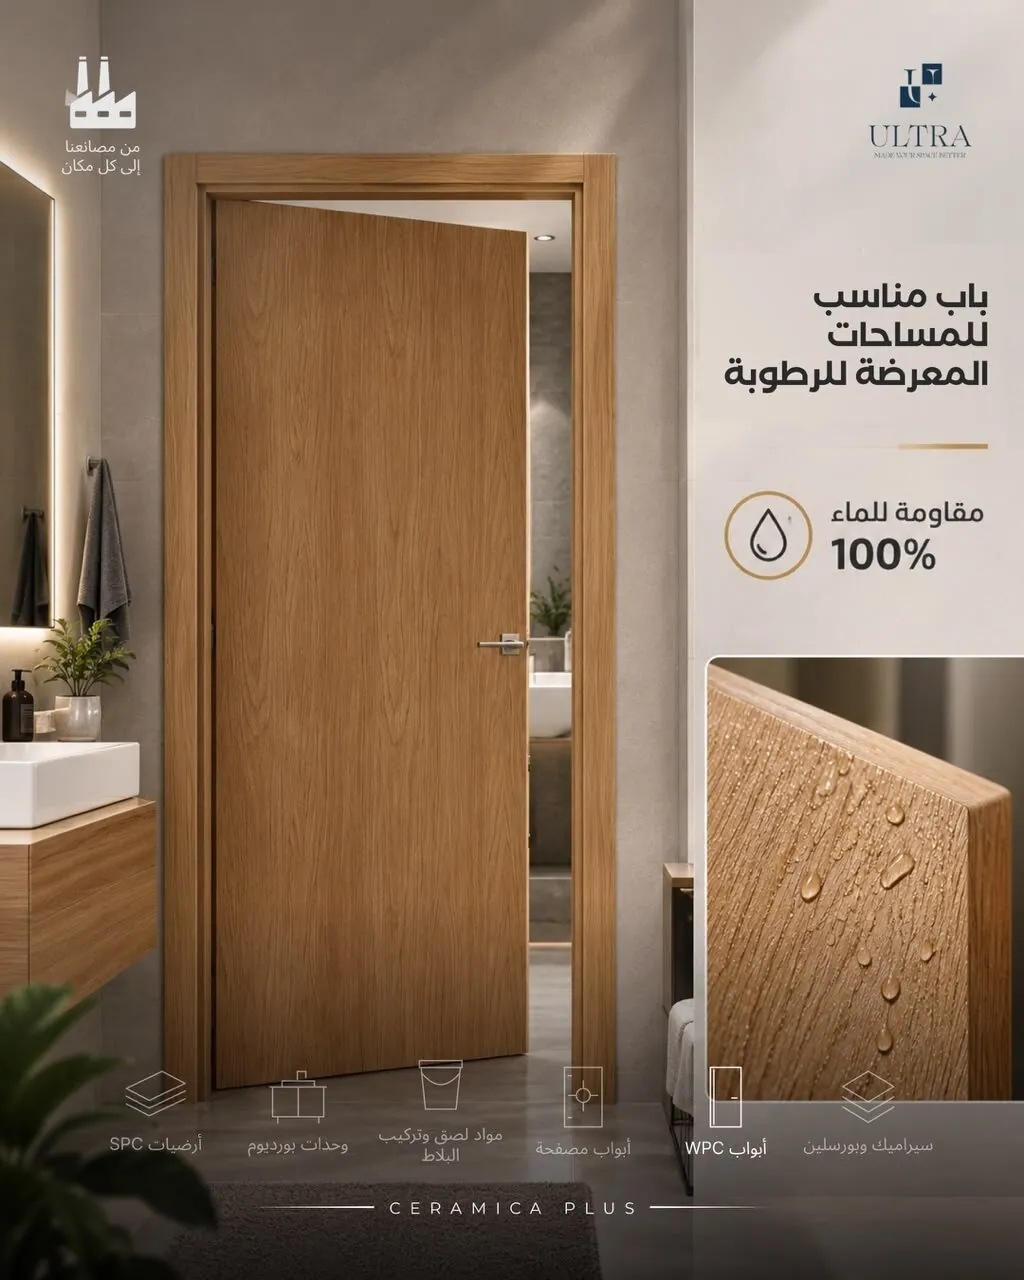 من مصانعنا
إلى كل مكان
ULTRA
MADE YOUR SPACE BETTER
باب مناسب
للمساحات
المعرضة للرطوبة
مقاومة للماء
100%
سيراميك وبورسلين
أبواب WPC
أبواب مصفحة
مواد لصق وتركيب
البلاط
وحدات بورديوم
أرضيات SPC
CERAMICA PLUS